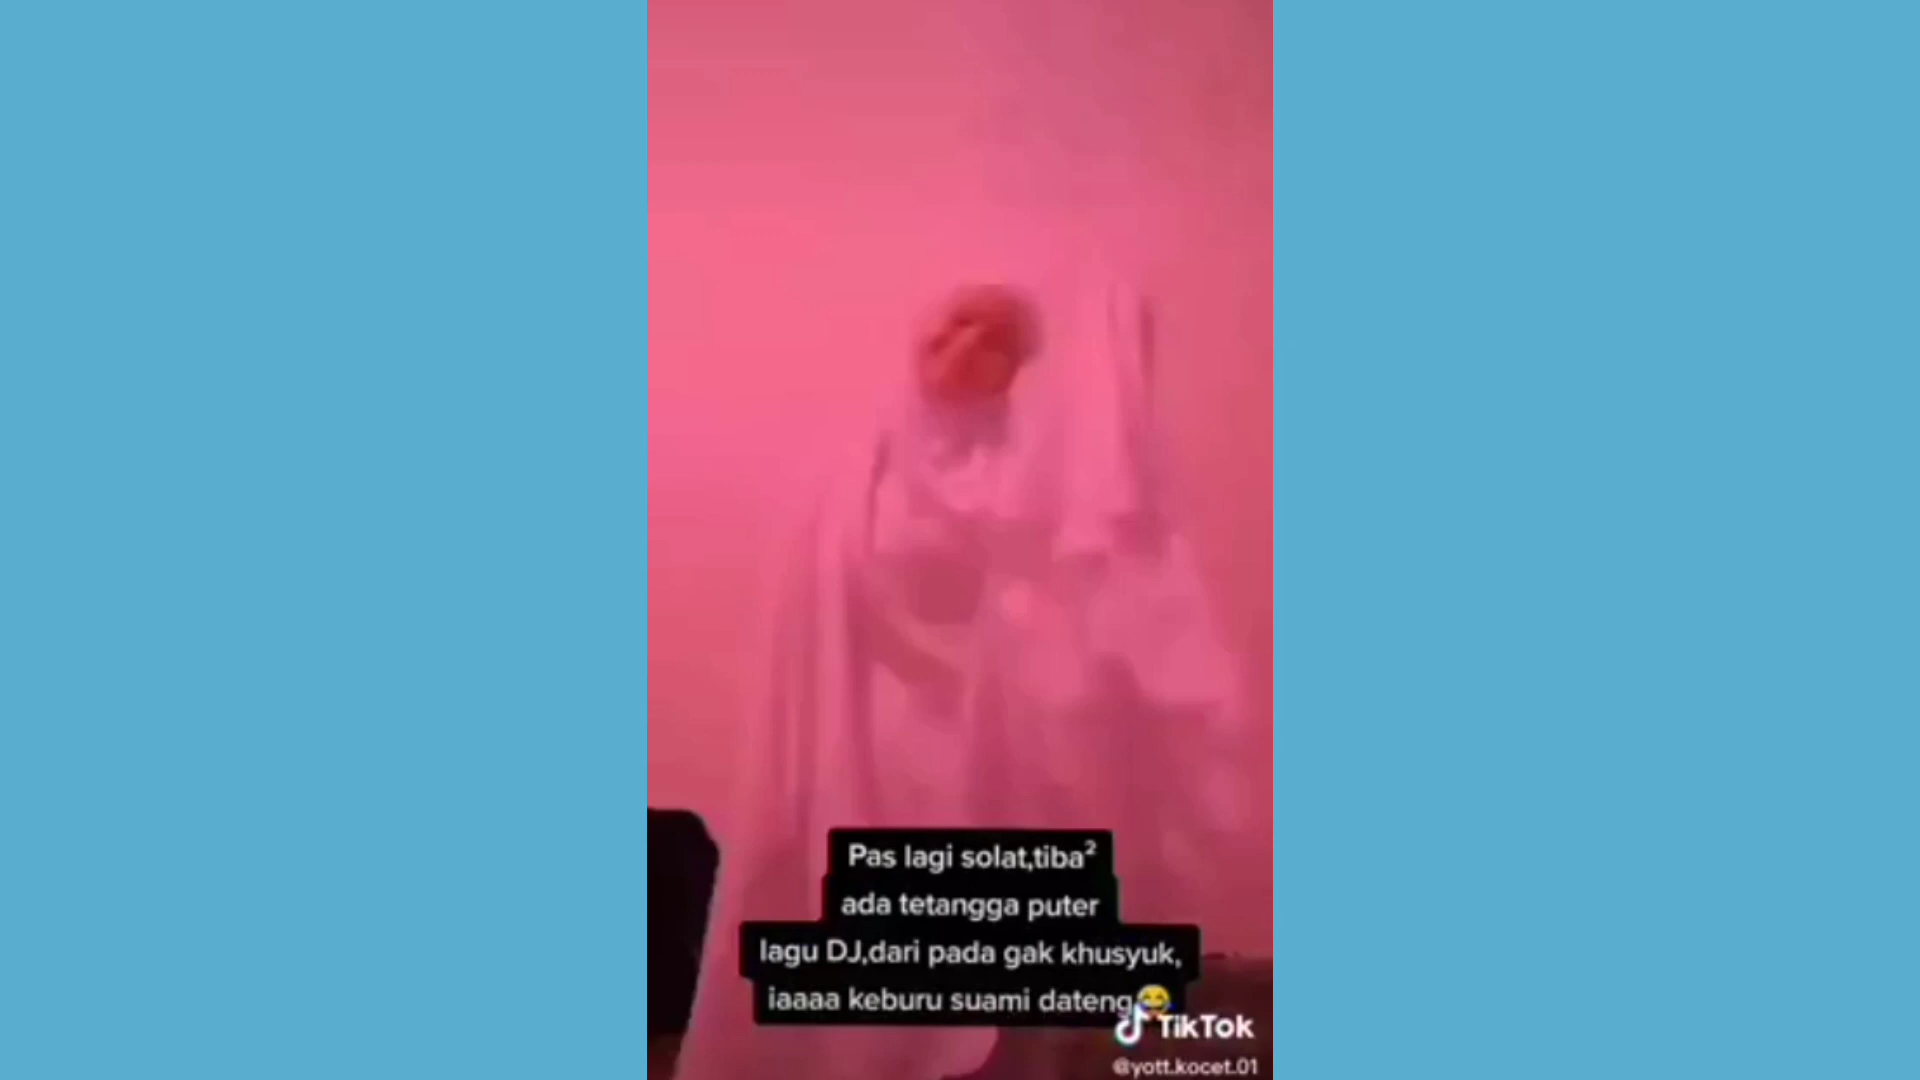 Pas lagi solat,tiba²
ada tetangga puter
lagu DJ,dari pada gak khusyuk,
iaaaa keburu suami dateng😂
TikTok
@yott.kocet.01